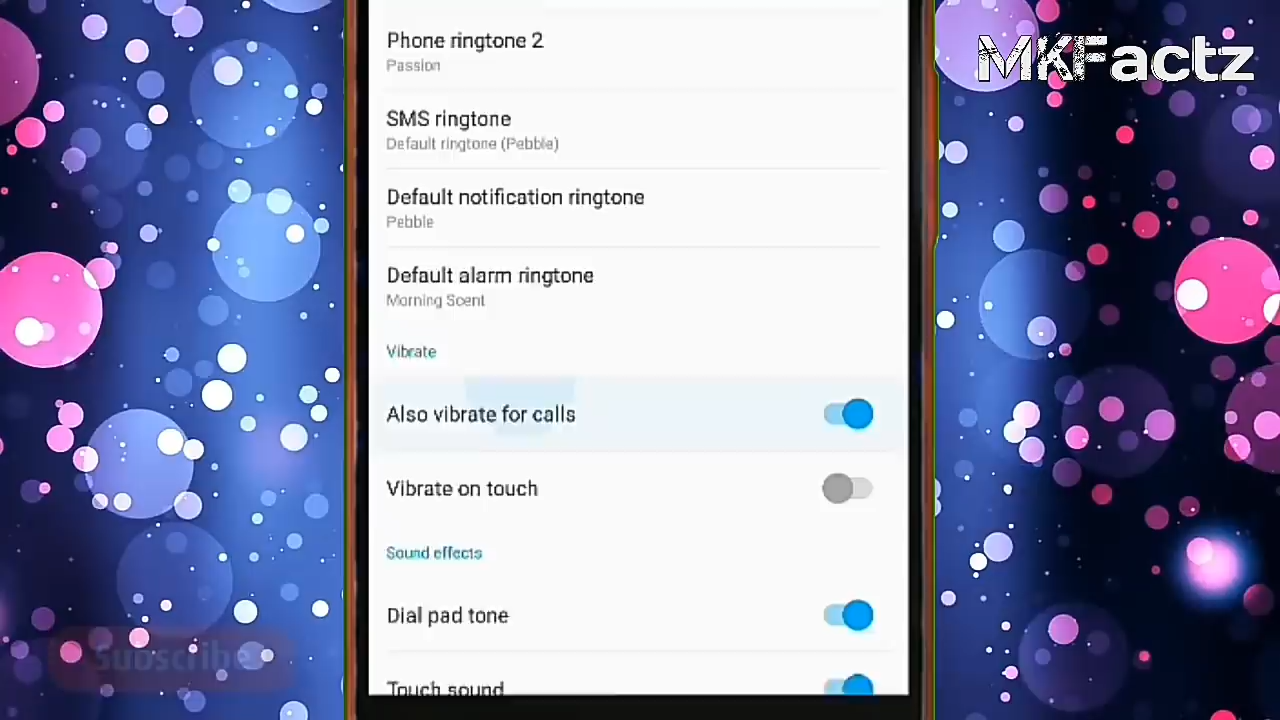 MKFactz
Phone ringtone 2
Passion
SMS ringtone
Default ringtone (Pebble)
Default notification ringtone
Pebble
Default alarm ringtone
Morning Scent
Vibrate
Also vibrate for calls
Vibrate on touch
Sound effects
Dial pad tone
Touch sound
Subscribe